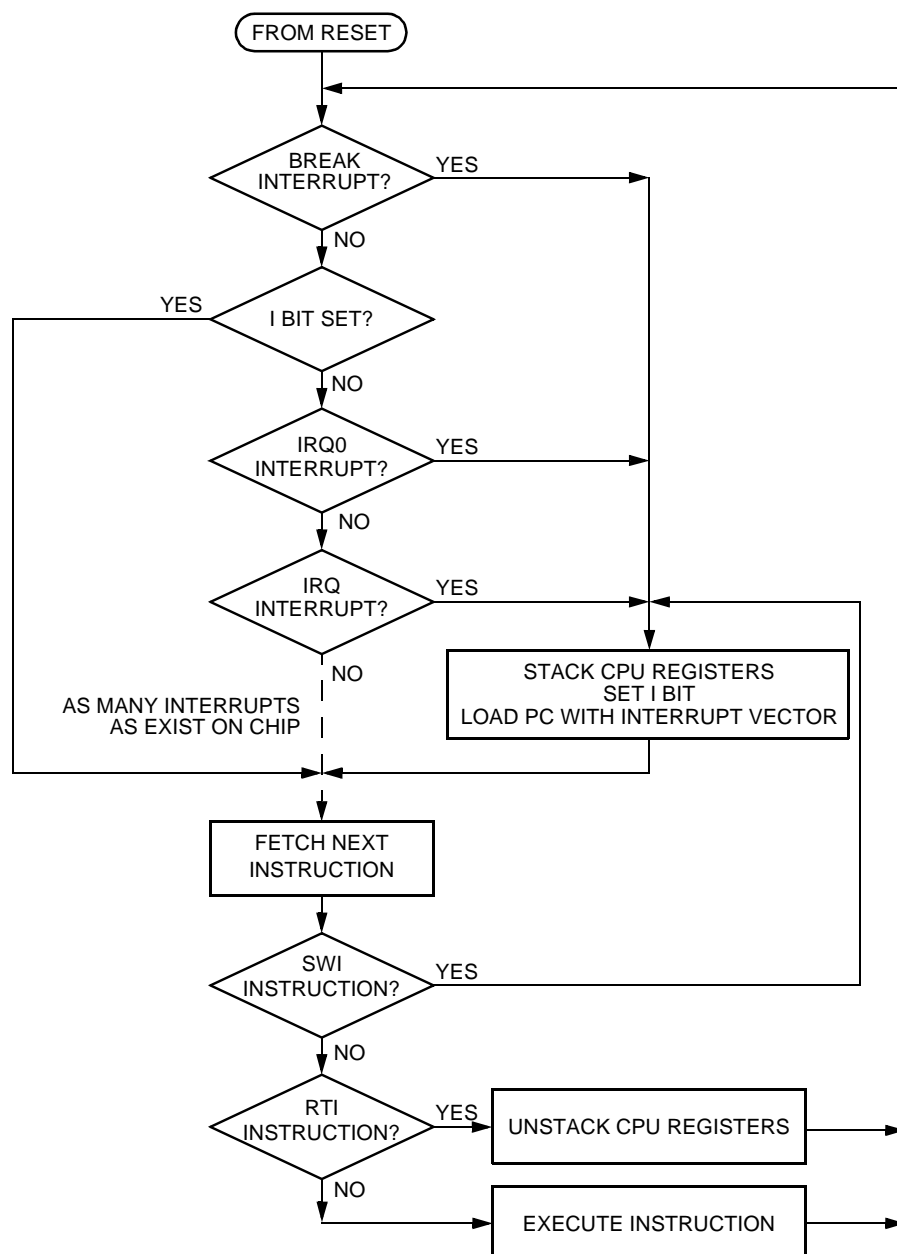 FROM RESET
BREAK
INTERRUPT?
YES
NO
YES
I BIT SET?
NO
IRQ0
INTERRUPT?
YES
NO
IRQ
INTERRUPT?
YES
NO
AS MANY INTERRUPTS
AS EXIST ON CHIP
STACK CPU REGISTERS
SET I BIT
LOAD PC WITH INTERRUPT VECTOR
FETCH NEXT
INSTRUCTION
SWI
INSTRUCTION?
YES
NO
RTI
INSTRUCTION?
YES
UNSTACK CPU REGISTERS
NO
EXECUTE INSTRUCTION